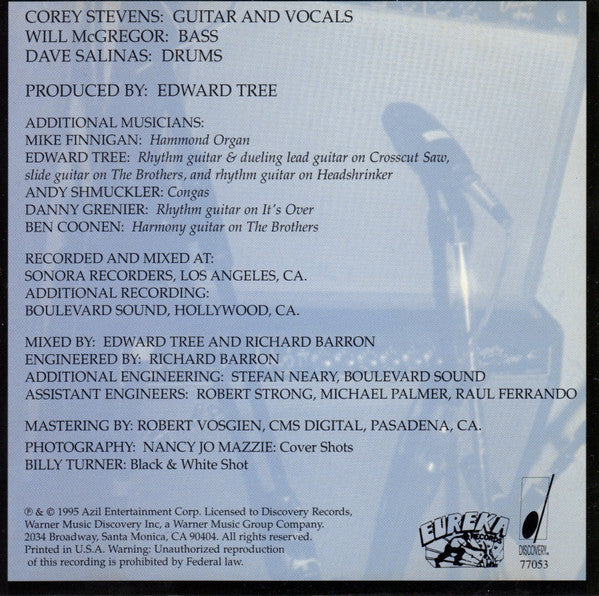 COREY STEVENS: GUITAR AND VOCALS
WILL McGREGOR: BASS
DAVE SALINAS: DRUMS
PRODUCED BY: EDWARD TREE
ADDITIONAL MUSICIANS:
MIKE FINNIGAN: Hammond Organ
EDWARD TREE: Rhythm guitar & dueling lead guitar on Crosscut Saw,
slide guitar on The Brothers, and rhythm guitar on Headshrinker
ANDY SHMUCKLER: Congas
DANNY GRENIER: Rhythm guitar on It's Over
BEN COONEN: Harmony guitar on The Brothers
RECORDED AND MIXED AT:
SONORA RECORDERS, LOS ANGELES, CA.
ADDITIONAL RECORDING:
BOULEVARD SOUND, HOLLYWOOD, CA.
MIXED BY: EDWARD TREE AND RICHARD BARRON
ENGINEERED BY: RICHARD BARRON
ADDITIONAL ENGINEERING: STEFAN NEARY, BOULEVARD SOUND
ASSISTANT ENGINEERS: ROBERT STRONG, MICHAEL PALMER, RAUL FERRANDO
MASTERING BY: ROBERT VOSGIEN, CMS DIGITAL, PASADENA, CA.
PHOTOGRAPHY: NANCY JO MAZZIE: Cover Shots
BILLY TURNER: Black & White Shot
℗ & © 1995 Azil Entertainment Corp. Licensed to Discovery Records,
Warner Music Discovery Inc, a Warner Music Group Company.
2034 Broadway, Santa Monica, CA 90404. All rights reserved.
Printed in U.S.A. Warning: Unauthorized reproduction
of this recording is prohibited by Federal law.
EUREKA
RECORDS
DISCOVERY™
77053